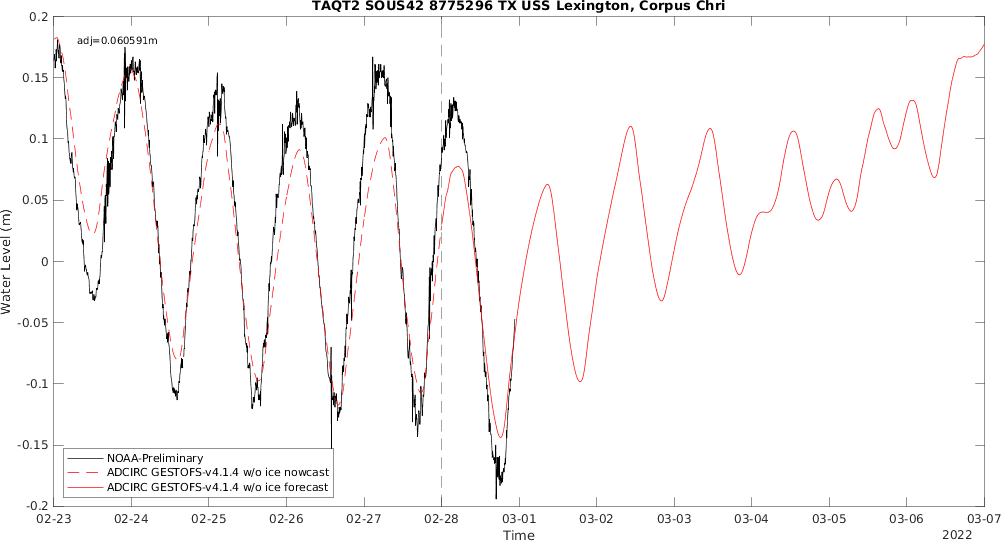 TAQT2 SOUS42 8775296 TX USS Lexington, Corpus Chri
adj=0.060591m
Water Level (m)
0.2
0.15
0.1
0.05
0
-0.05
-0.1
-0.15
-0.2
NOAA-Preliminary
ADCIRC GESTOFS-v4.1.4 w/o ice nowcast
ADCIRC GESTOFS-v4.1.4 w/o ice forecast
02-23 02-24 02-25 02-26 02-27 02-28 03-01 03-02 03-03 03-04 03-05 03-06 03-07
Time
2022